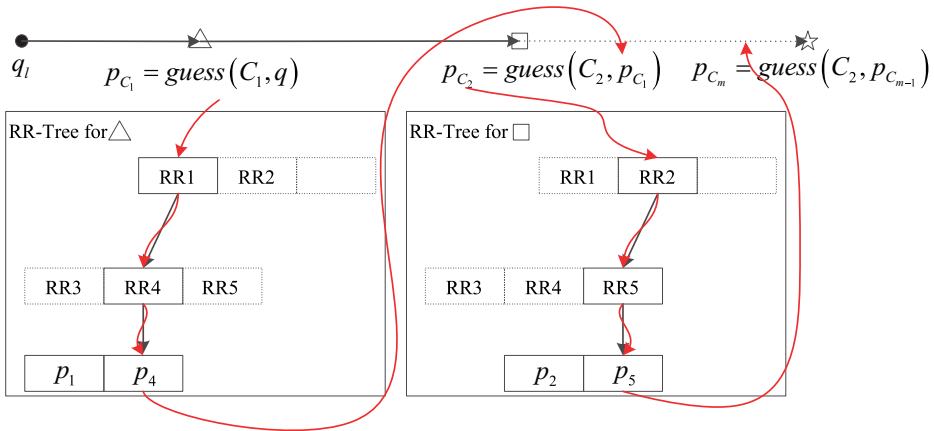 q_l
p_{C_1} = guess(C_1, q)
p_{C_2} = guess(C_2, p_{C_1})
p_{C_m} = guess(C_2, p_{C_{m-1}})
RR-Tree for △
RR1 RR2
RR3 RR4 RR5
p_1 p_4
RR-Tree for □
RR1 RR2
RR3 RR4 RR5
p_2 p_5